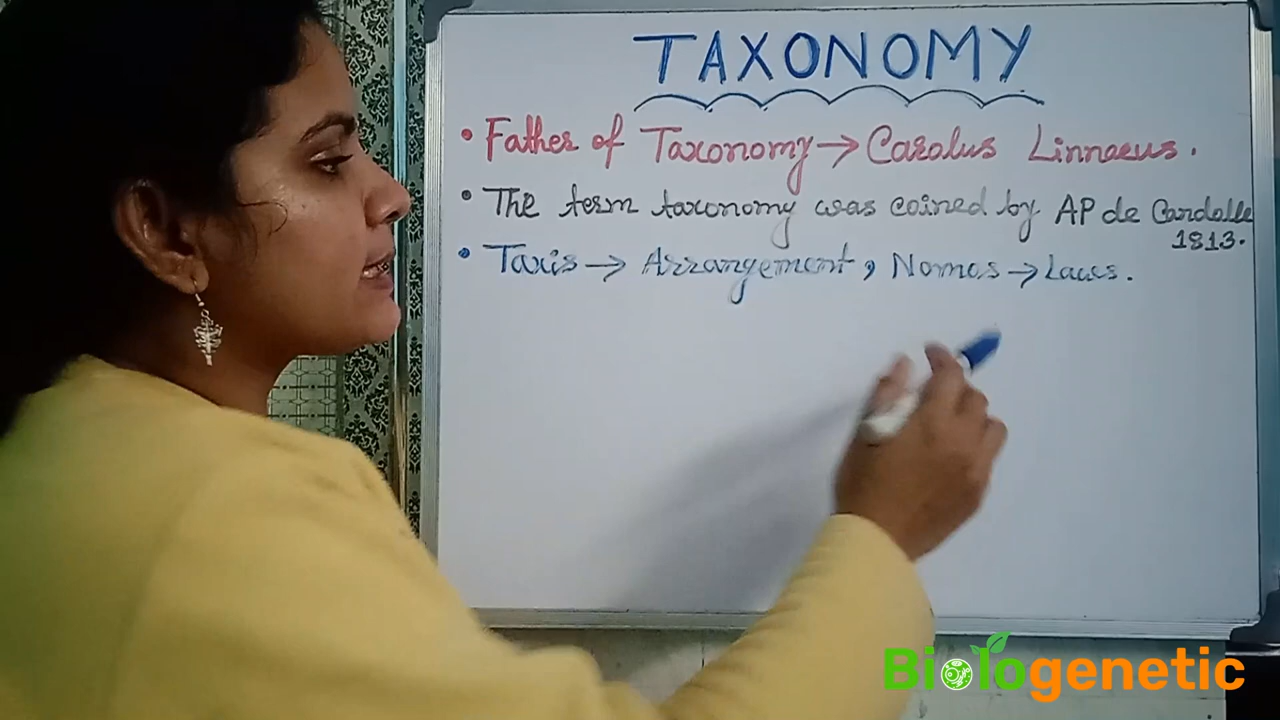 TAXONOMY
• Father of Taxonomy → Carolus Linnaeus.
• The term taxonomy was coined by AP de Candolle
1813.
• Taxis → Arrangement, Nomos → Laws.
Biologenetic